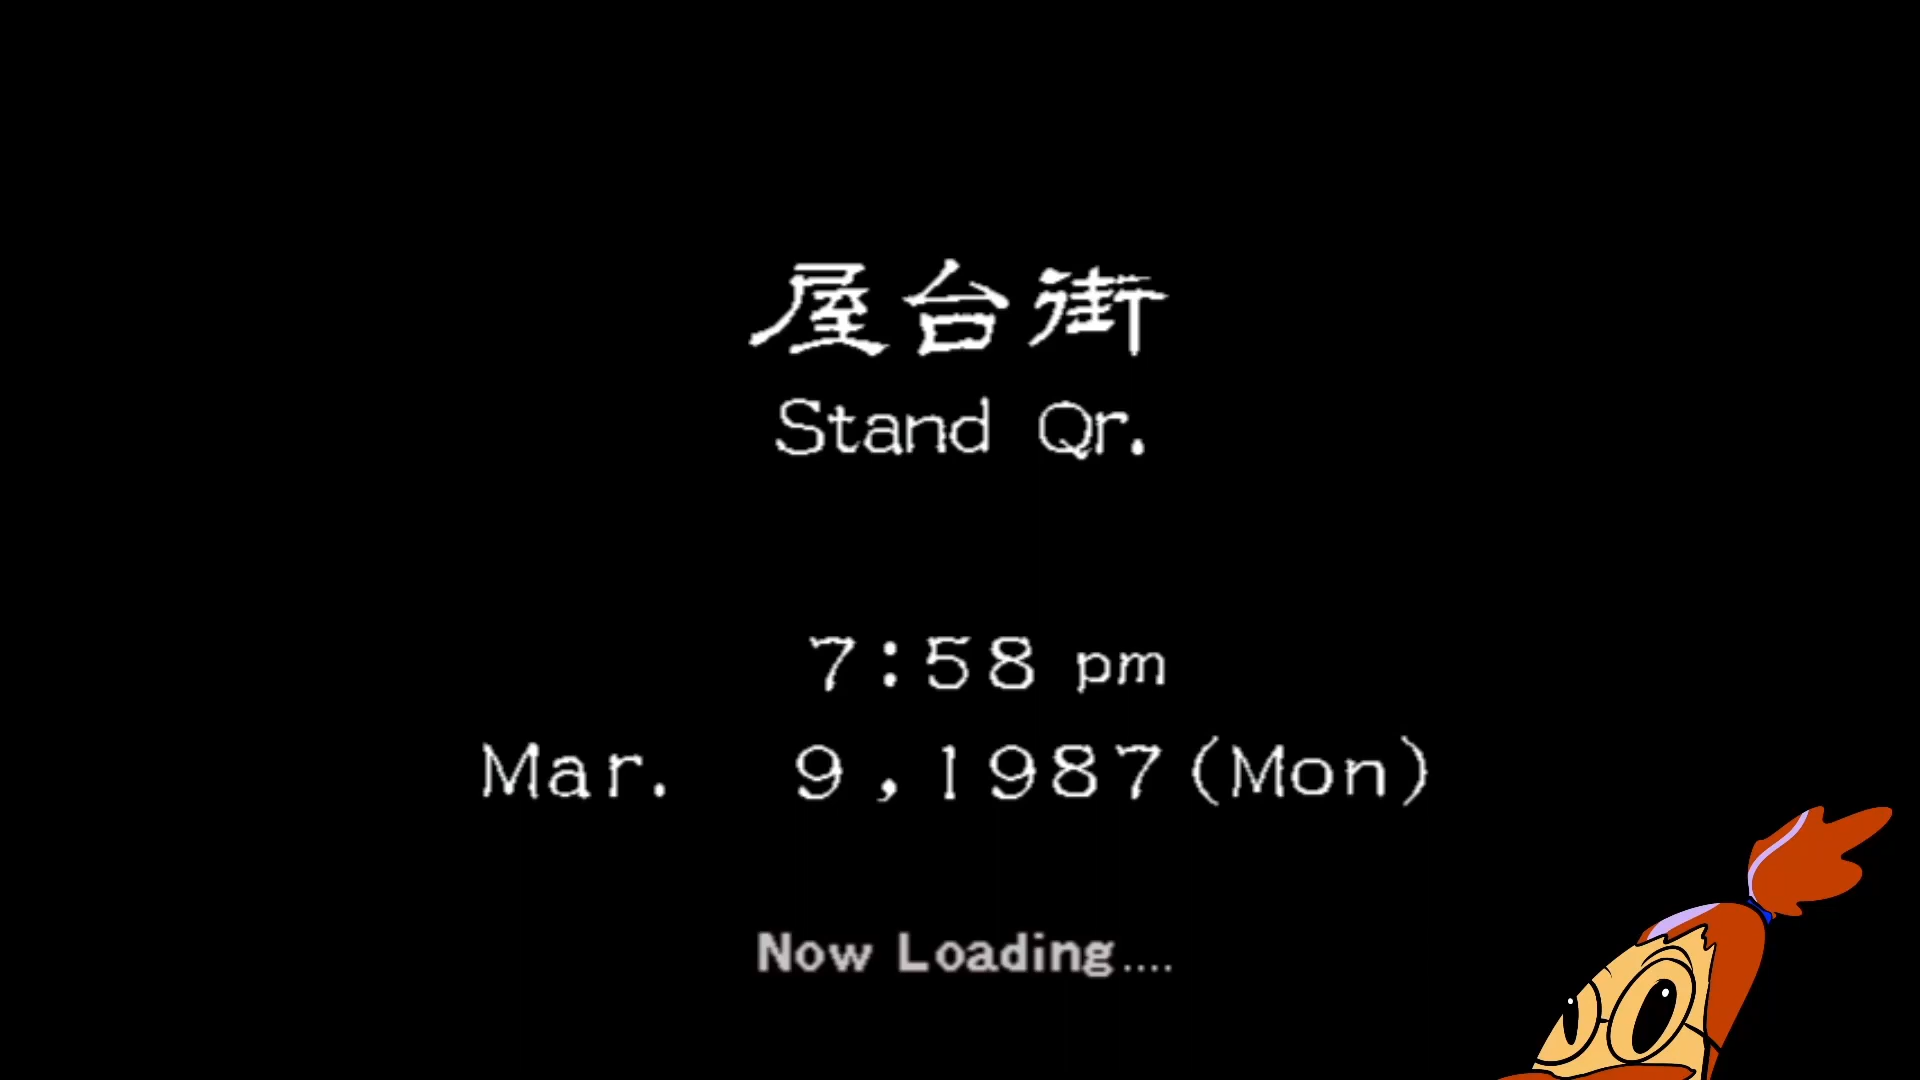 屋台街
Stand Qr.
7:58 pm
Mar. 9,1987(Mon)
Now Loading....